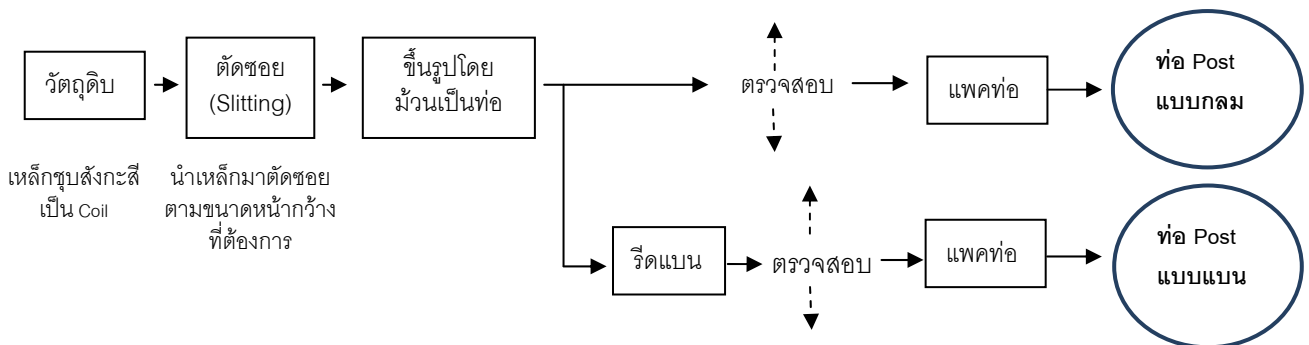 วัตถุดิบ
ตัดซอย
(Slitting)
ขึ้นรูปโดย
ม้วนเป็นท่อ
ตรวจสอบ
แพคท่อ
ท่อ Post
แบบกลม
เหล็กชุบสังกะสี
เป็น Coil
นำเหล็กมาตัดซอย
ตามขนาดหน้ากว้าง
ที่ต้องการ
รีดแบน
ตรวจสอบ
แพคท่อ
ท่อ Post
แบบแบน